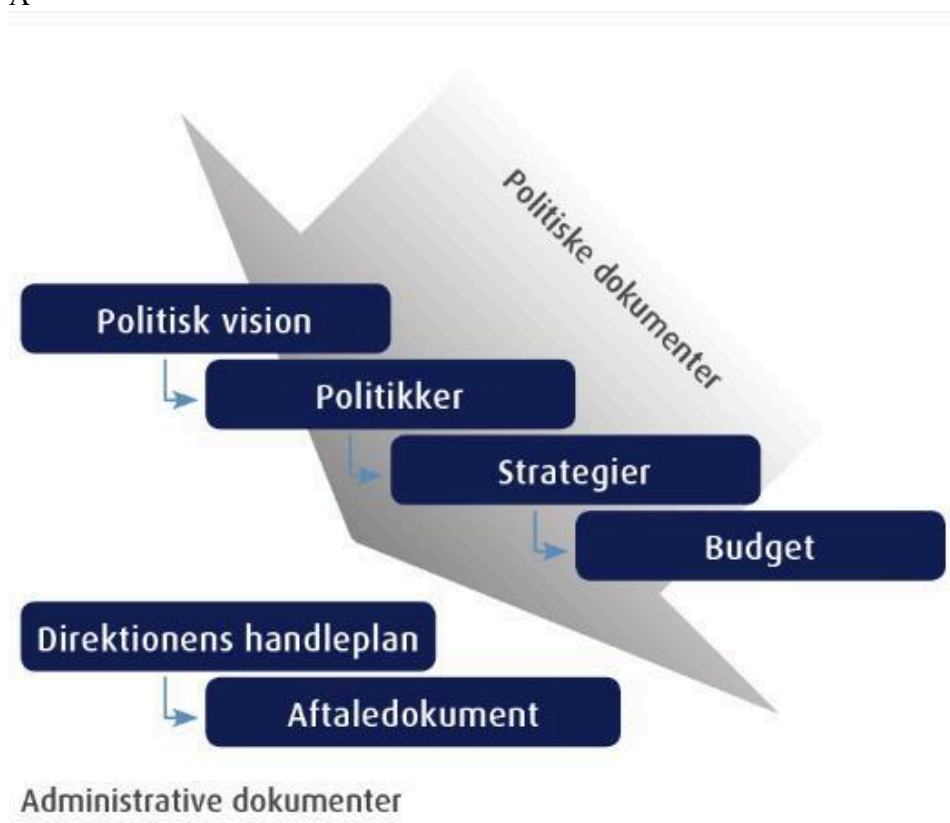 Politiske dokumenter
Politisk vision
Politikker
Strategier
Budget
Direktionens handleplan
Aftaledokument
Administrative dokumenter